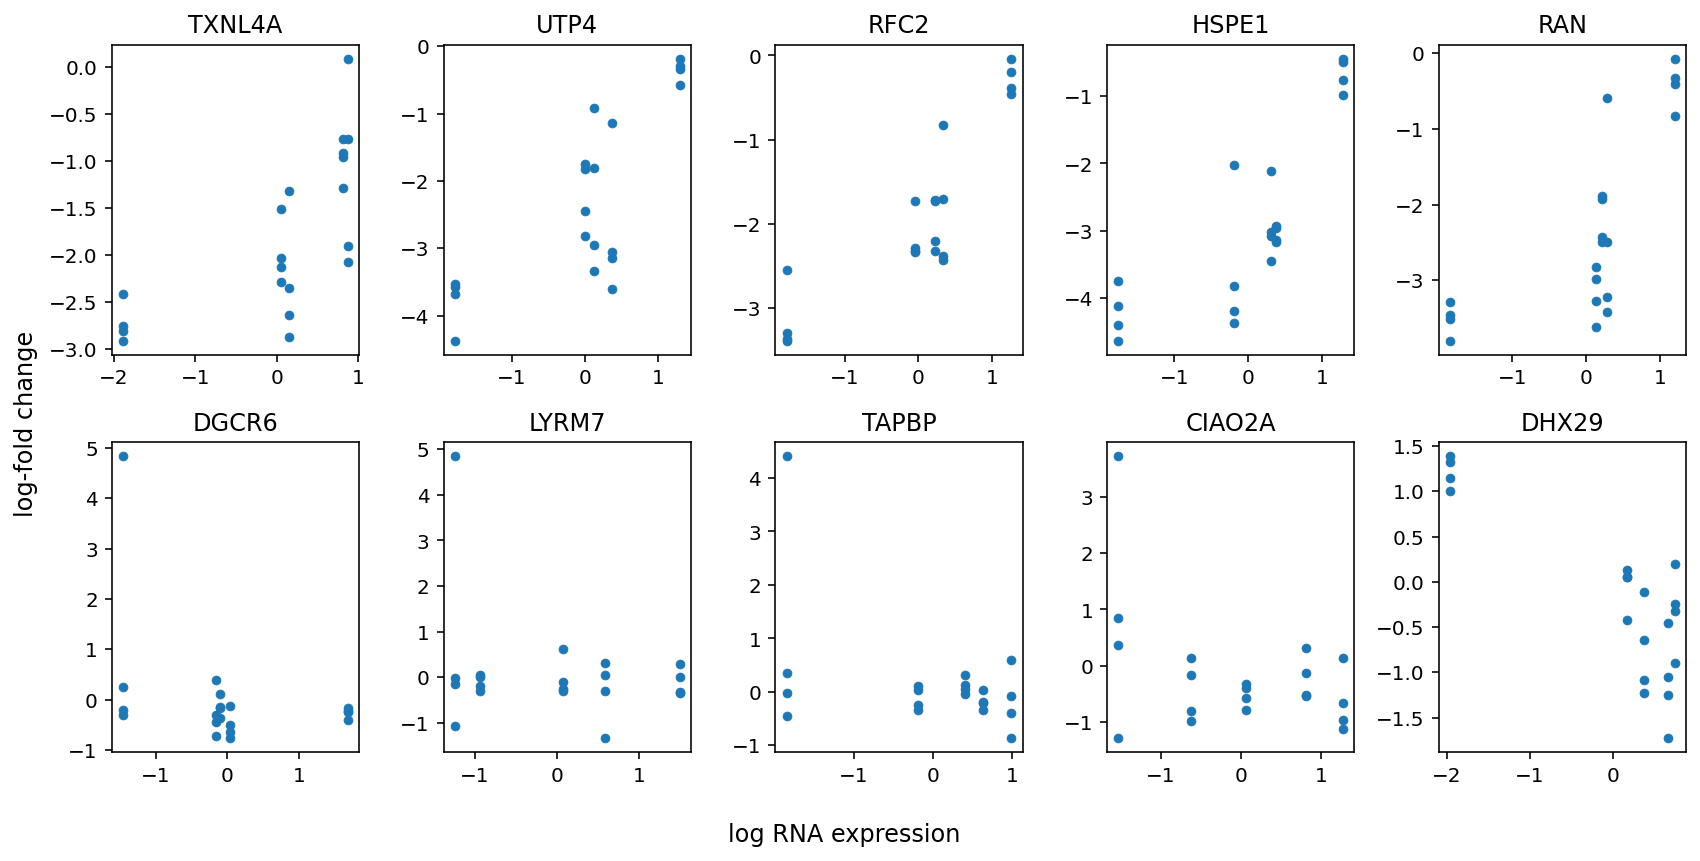 TXNL4A UTP4 RFC2 HSPE1 RAN
0.0 −0.5 −1.0 −1.5 −2.0 −2.5 −3.0
0 −1 −2 −3 −4
0 −1 −2 −3
−1 −2 −3 −4
0 −1 −2 −3
−2 −1 0 1
−1 0 1
−1 0 1
−1 0 1
−1 0 1
log-fold change
DGCR6 LYRM7 TAPBP CIAO2A DHX29
5 4 3 2 1 0 −1
5 4 3 2 1 0 −1
4 3 2 1 0 −1
3 2 1 0 −1
1.5 1.0 0.5 0.0 −0.5 −1.0 −1.5
−1 0 1
−1 0 1
−1 0 1
−1 0 1
−2 −1 0
log RNA expression